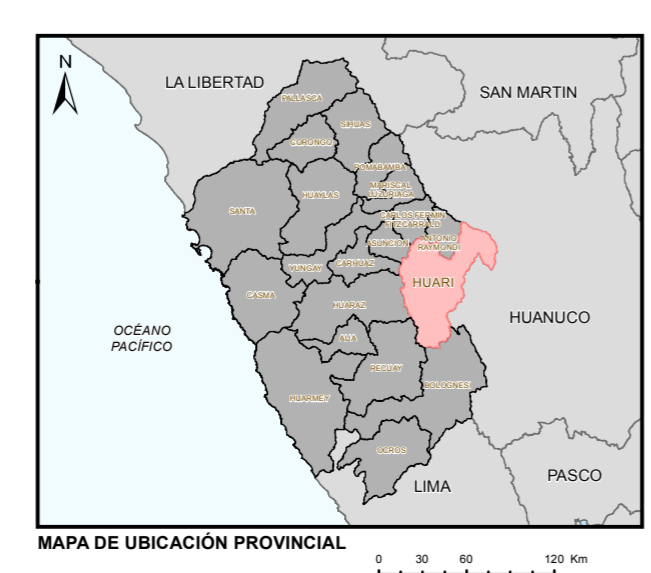 N
LA LIBERTAD
SAN MARTIN
PALLASCA
SIHUAS
CORONGO
POMABAMBA
MARISCAL
LUZURIAGA
HUAYLAS
SANTA
CARLOS FERMIN
FITZCARRALD
ASUNCION
ANTONIO
RAYMONDI
YUNGAY
CARHUAZ
HUARI
CASMA
HUARAZ
HUANUCO
OCÉANO
PACÍFICO
AIJA
RECUAY
BOLOGNESI
HUARMEY
OCROS
LIMA
PASCO
MAPA DE UBICACIÓN PROVINCIAL
0 30 60 120 Km